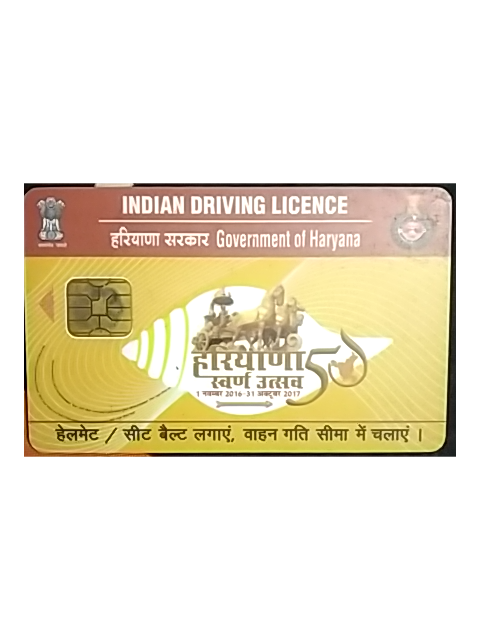 INDIAN DRIVING LICENCE
हरियाणा सरकार Government of Haryana
हरियाणा 50
स्वर्ण उत्सव
1 नवम्बर 2016-31 अक्टूबर 2017
हेलमेट / सीट बैल्ट लगाएं, वाहन गति सीमा में चलाएं ।